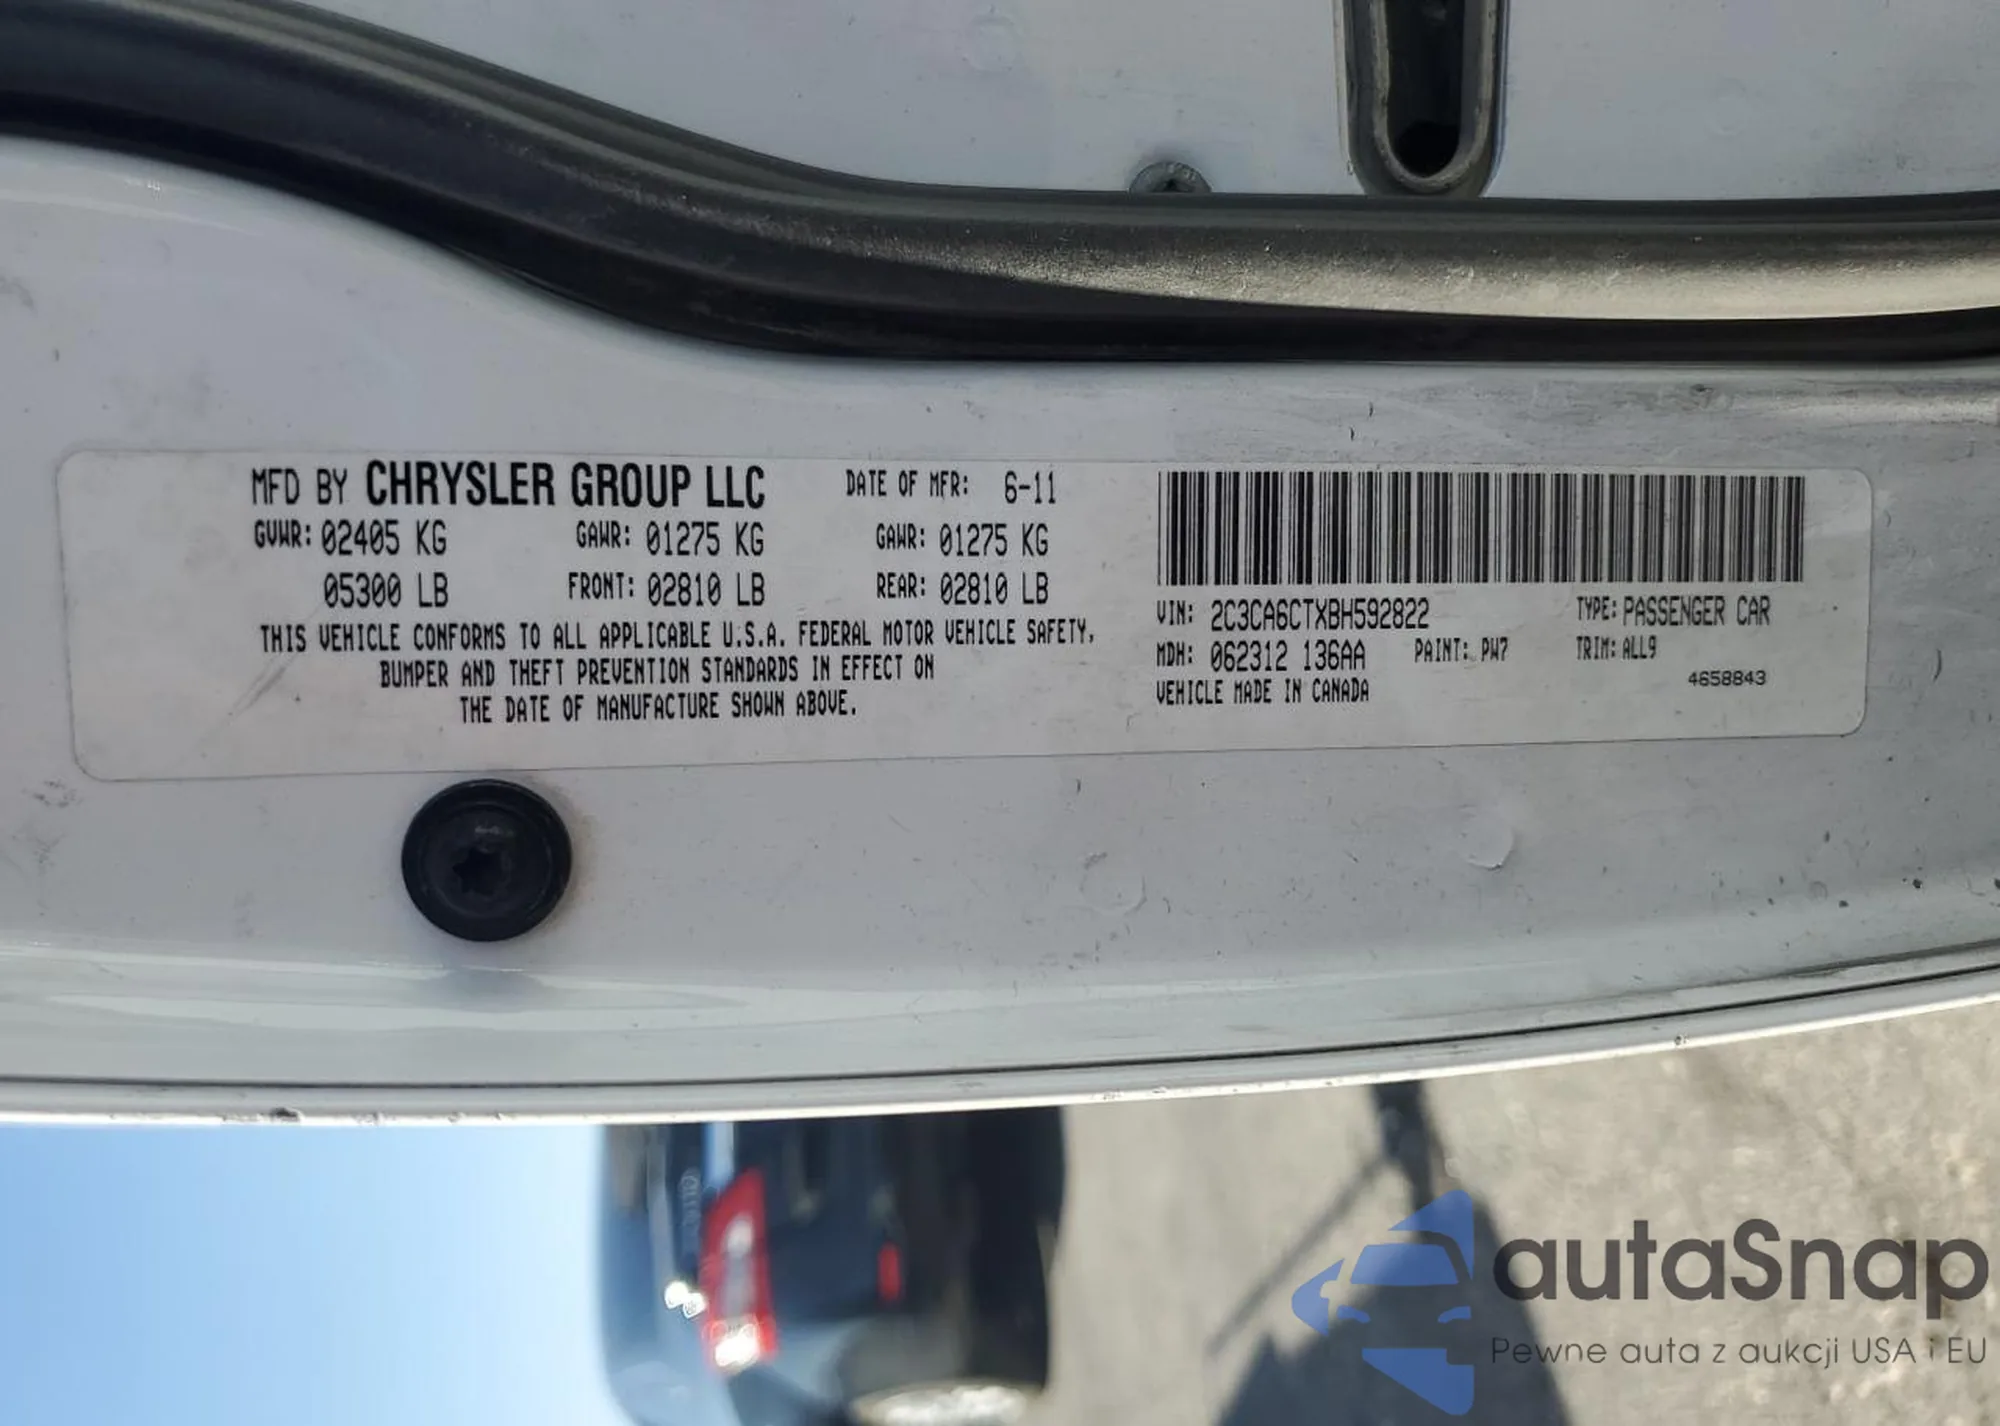 MFD BY CHRYSLER GROUP LLC DATE OF MFR: 6-11
GVWR: 02405 KG GAWR: 01275 KG GAWR: 01275 KG
05300 LB FRONT: 02810 LB REAR: 02810 LB
THIS VEHICLE CONFORMS TO ALL APPLICABLE U.S.A. FEDERAL MOTOR VEHICLE SAFETY,
BUMPER AND THEFT PREVENTION STANDARDS IN EFFECT ON
THE DATE OF MANUFACTURE SHOWN ABOVE.
VIN: 2C3CA6CTXBH592822 TYPE: PASSENGER CAR
MDH: 062312 136AA PAINT: PW7 TRIM: ALL9
VEHICLE MADE IN CANADA 4658843
autaSnap
Pewne auta z aukcji USA i EU